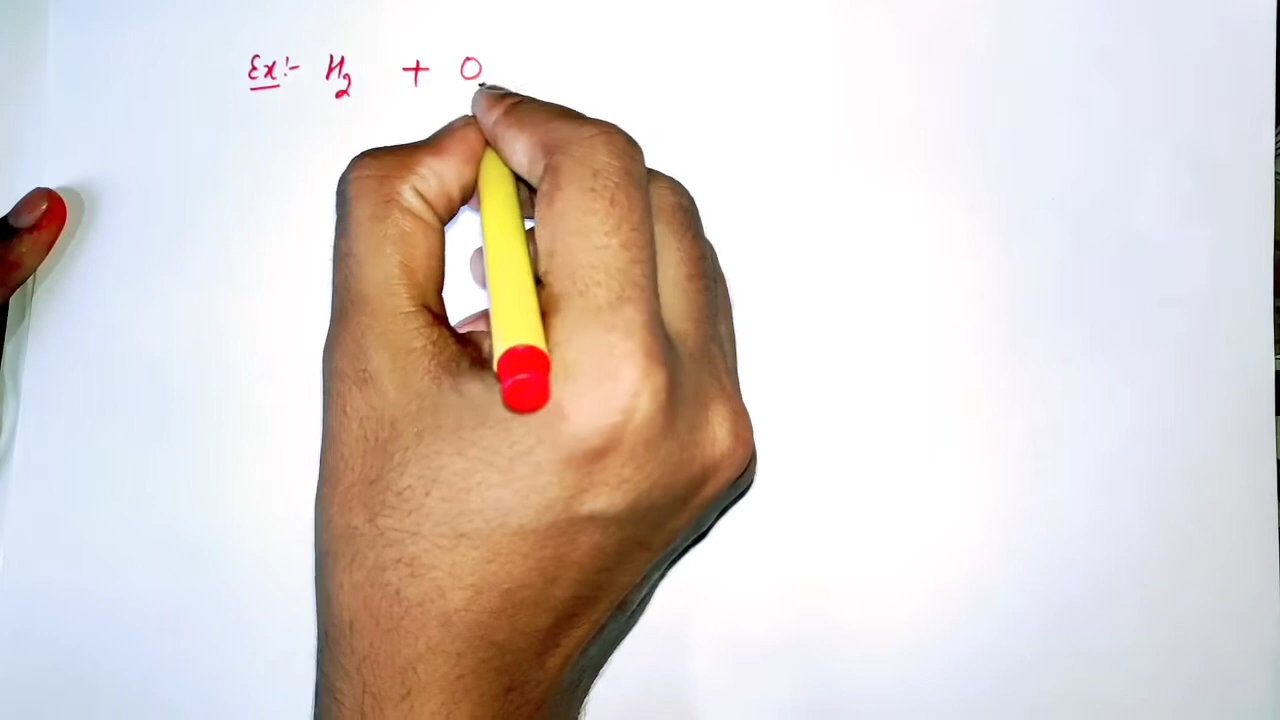 Ex:- H₂ + O